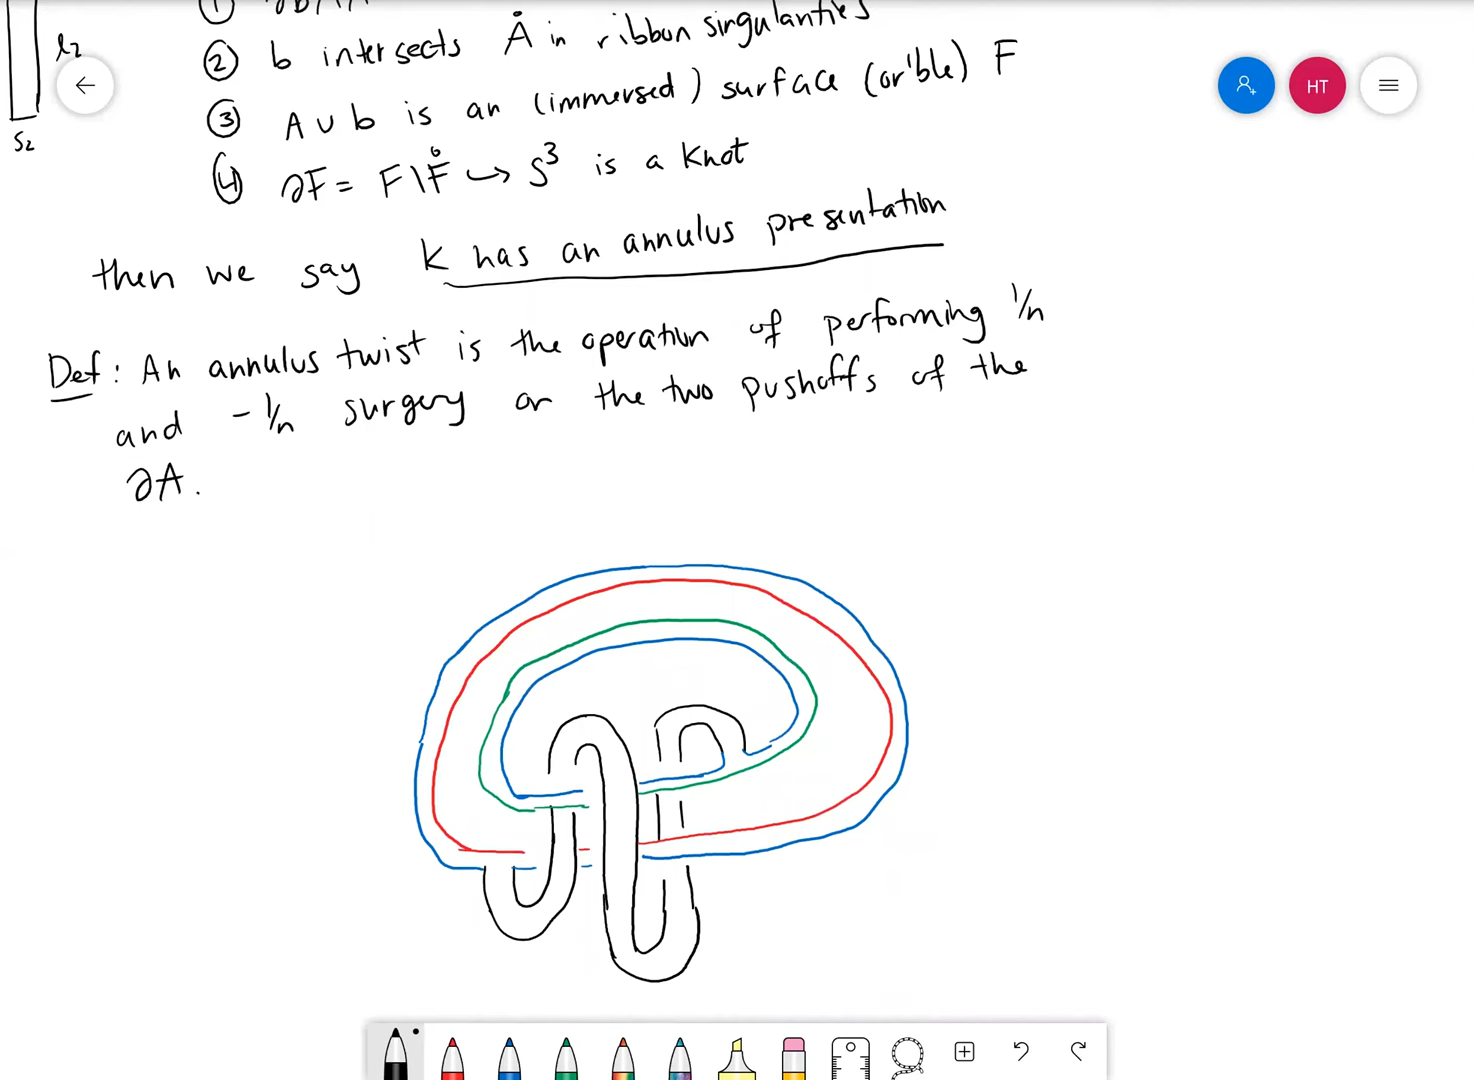 l₂
S₂
①
② b intersects Å in ribbon singularities
③ A ∪ b is an (immersed) surface (or'ble) F
④ ∂F = F \ F̊ ↪ S³ is a knot
then we say K has an annulus presentation
Def: An annulus twist is the operation of performing 1/n
and -1/n surgery on the two pushoffs of the
∂A.
HT